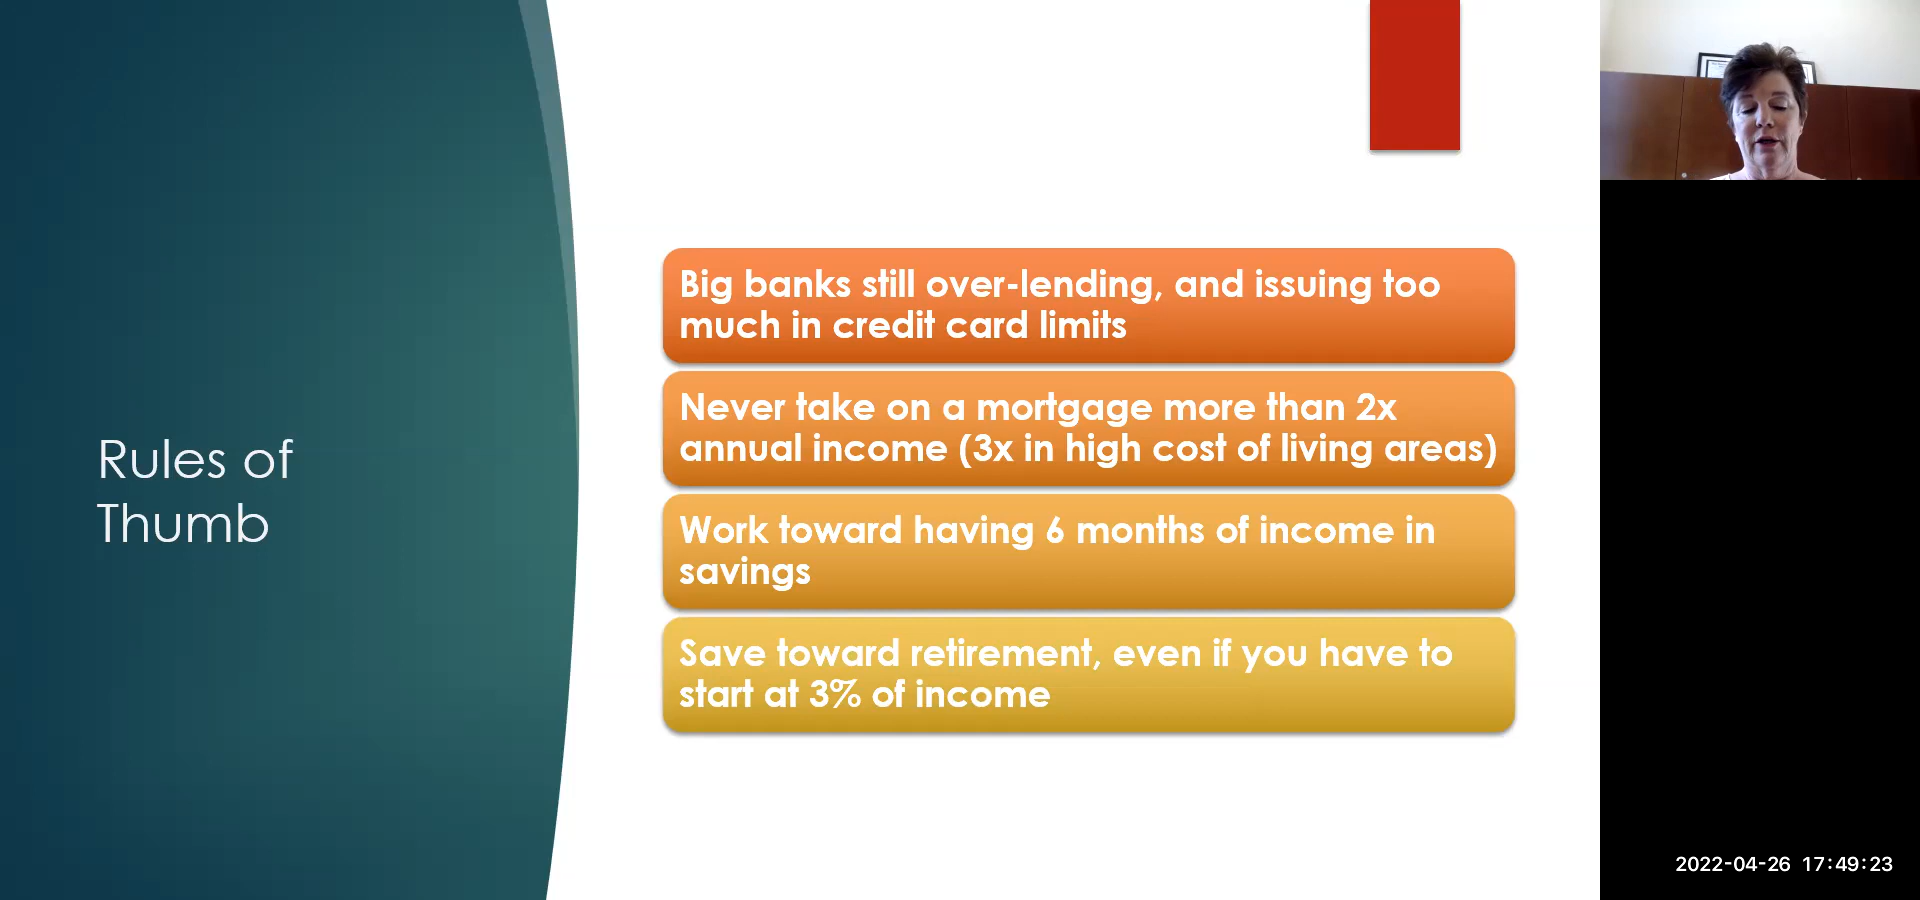 Rules of
Thumb
Big banks still over-lending, and issuing too
much in credit card limits
Never take on a mortgage more than 2x
annual income (3x in high cost of living areas)
Work toward having 6 months of income in
savings
Save toward retirement, even if you have to
start at 3% of income
2022-04-26 17:49:23